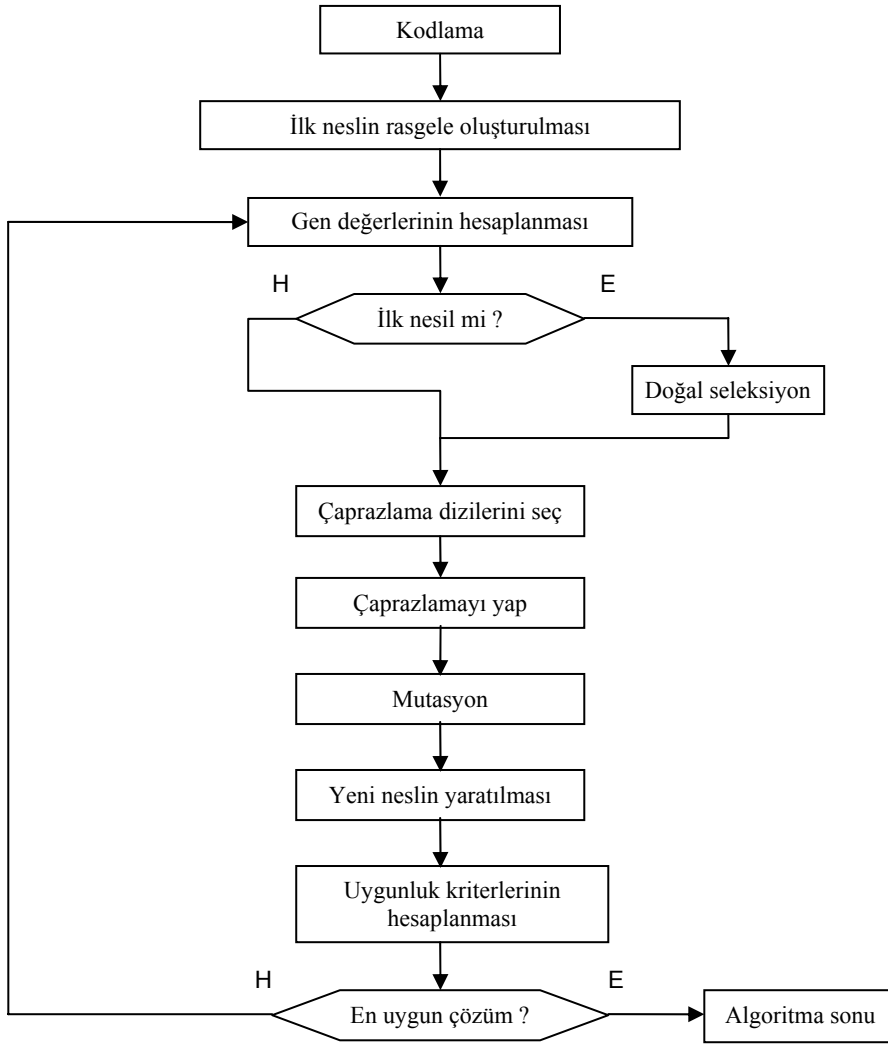 Kodlama
İlk neslin rasgele oluşturulması
Gen değerlerinin hesaplanması
H
E
İlk nesil mi ?
Doğal seleksiyon
Çaprazlama dizilerini seç
Çaprazlamayı yap
Mutasyon
Yeni neslin yaratılması
Uygunluk kriterlerinin
hesaplanması
H
E
En uygun çözüm ?
Algoritma sonu